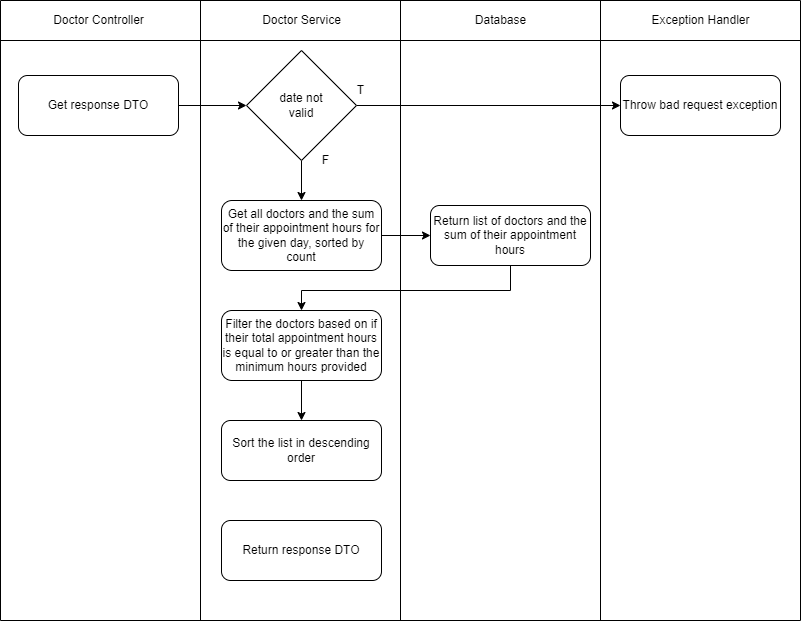 Doctor Controller
Doctor Service
Database
Exception Handler
Get response DTO
date not
valid
T
Throw bad request exception
F
Get all doctors and the sum
of their appointment hours for
the given day, sorted by
count
Return list of doctors and the
sum of their appointment
hours
Filter the doctors based on if
their total appointment hours
is equal to or greater than the
minimum hours provided
Sort the list in descending
order
Return response DTO